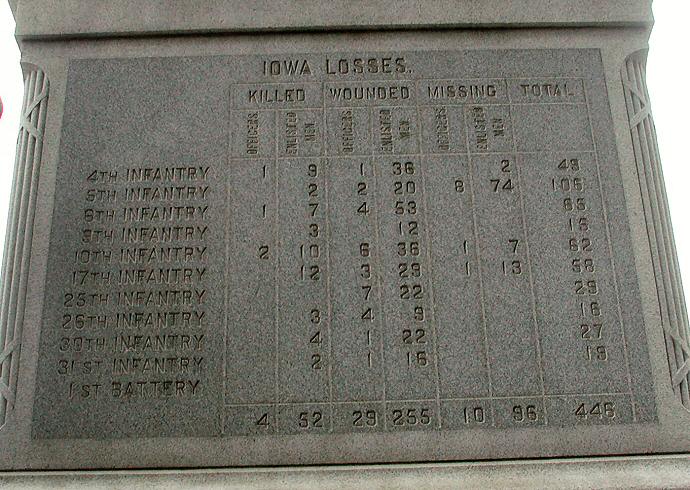 IOWA LOSSES.
KILLED WOUNDED MISSING TOTAL
OFFICERS. ENLISTED MEN OFFICERS. ENLISTED MEN OFFICERS. ENLISTED MEN
4TH INFANTRY 1 9 1 36 2 49
5TH INFANTRY 2 2 20 8 74 106
6TH INFANTRY 1 7 4 53 65
9TH INFANTRY 3 12 15
10TH INFANTRY 2 10 6 36 1 7 62
17TH INFANTRY 12 3 29 1 13 58
25TH INFANTRY 7 22 29
26TH INFANTRY 3 4 9 16
30TH INFANTRY 4 1 22 27
31ST INFANTRY 2 1 16 19
1ST BATTERY
4 52 29 255 10 96 446